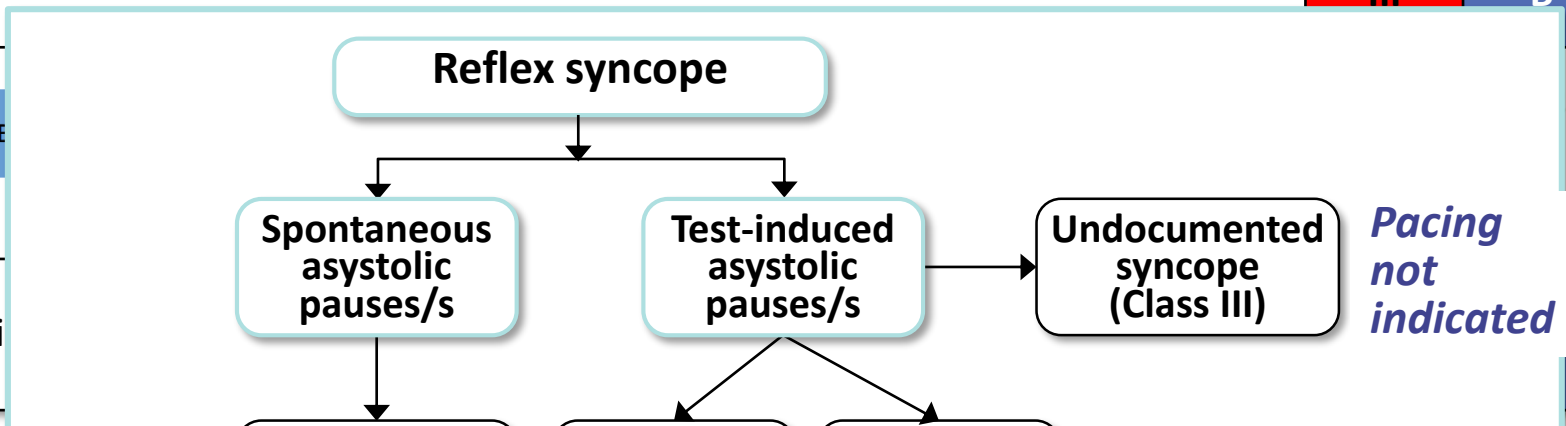 Reflex syncope
Spontaneous
asystolic
pauses/s
Test-induced
asystolic
pauses/s
Undocumented
syncope
(Class III)
Pacing
not
indicated